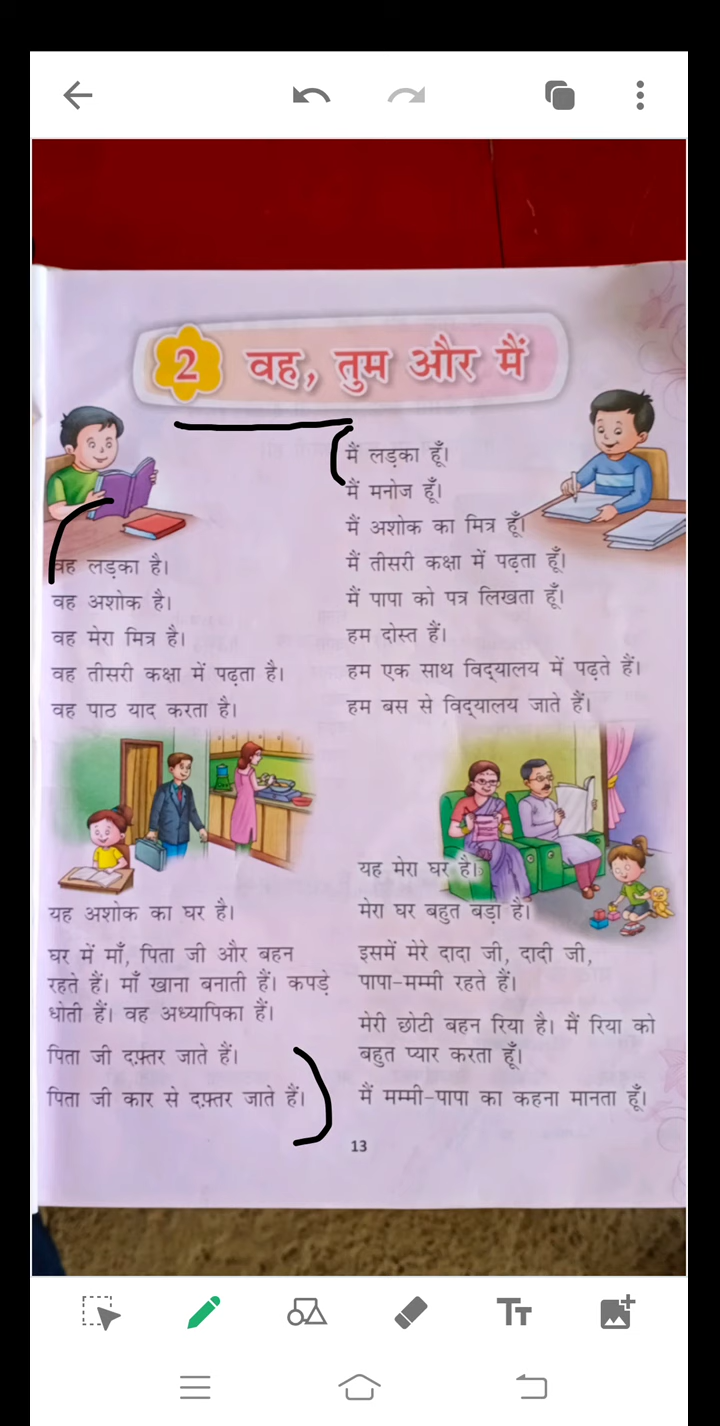 2 वह, तुम और मैं
वह लड़का है।
वह अशोक है।
वह मेरा मित्र है।
वह तीसरी कक्षा में पढ़ता है।
वह पाठ याद करता है।
यह अशोक का घर है।
घर में माँ, पिता जी और बहन
रहते हैं। माँ खाना बनाती हैं। कपड़े
धोती हैं। वह अध्यापिका हैं।
पिता जी दफ़्तर जाते हैं।
पिता जी कार से दफ़्तर जाते हैं।
मैं लड़का हूँ।
मैं मनोज हूँ।
मैं अशोक का मित्र हूँ।
मैं तीसरी कक्षा में पढ़ता हूँ।
मैं पापा को पत्र लिखता हूँ।
हम दोस्त हैं।
हम एक साथ विद्यालय में पढ़ते हैं।
हम बस से विद्यालय जाते हैं।
यह मेरा घर है।
मेरा घर बहुत बड़ा है।
इसमें मेरे दादा जी, दादी जी,
पापा-मम्मी रहते हैं।
मेरी छोटी बहन रिया है। मैं रिया को
बहुत प्यार करता हूँ।
मैं मम्मी-पापा का कहना मानता हूँ।
13
TT